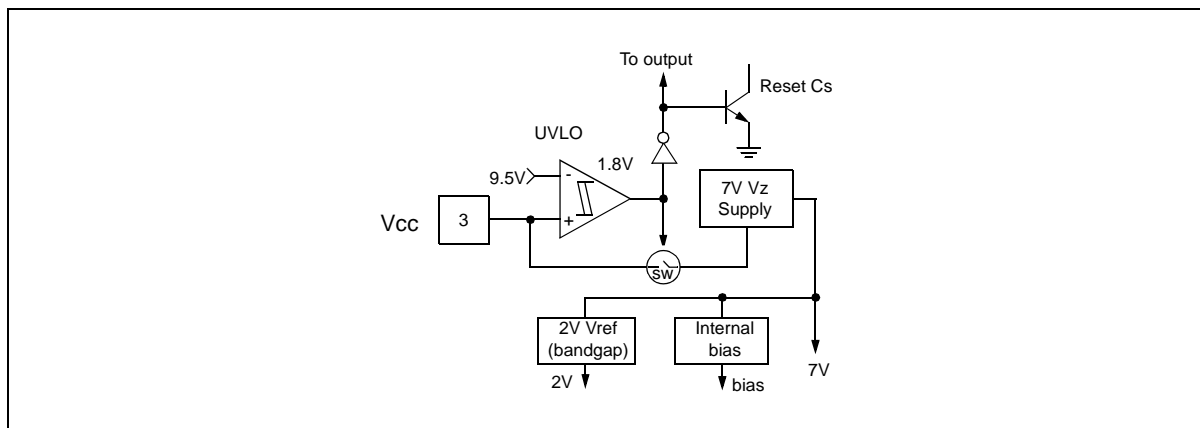 To output
Reset Cs
UVLO
1.8V
9.5V
-
+
Vcc
3
7V Vz
Supply
SW
2V Vref
(bandgap)
Internal
bias
2V
bias
7V